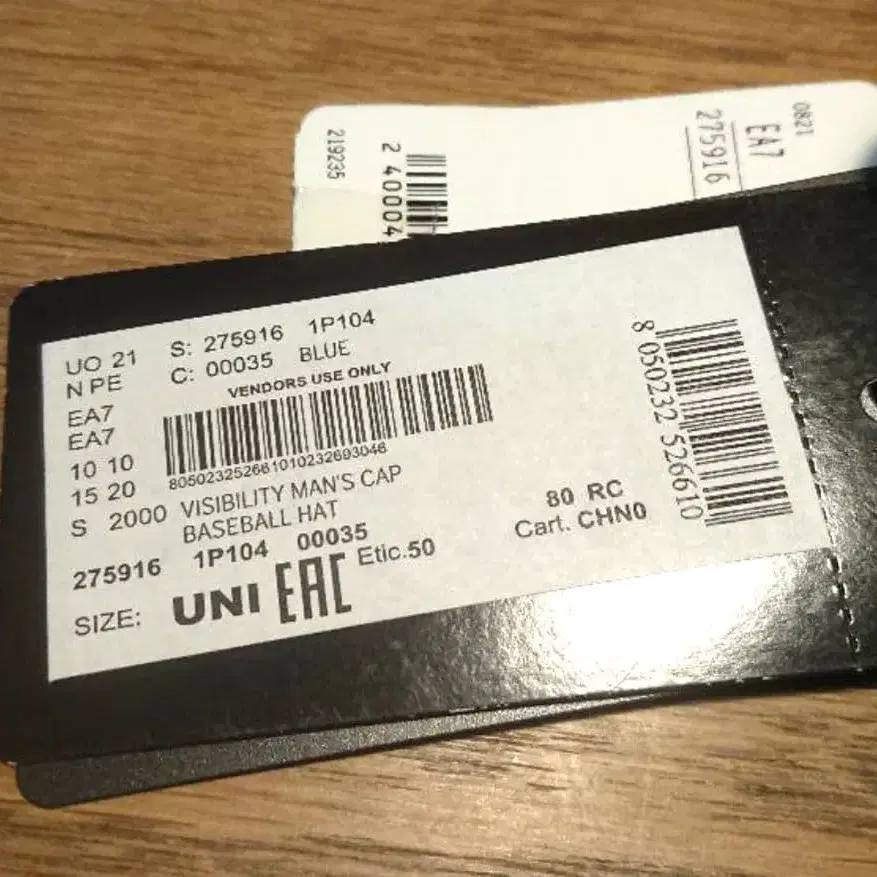 0821
EA7
275916
219235
2 40004
UO 21 S: 275916 1P104
N PE C: 00035 BLUE
VENDORS USE ONLY
EA7
EA7
10 10
15 20
80502325266101023269​3046
S 2000 VISIBILITY MAN'S CAP
BASEBALL HAT
275916 1P104 00035
SIZE: UNI EAC Etic.50
80 RC
Cart. CHN0
8 050232 526610